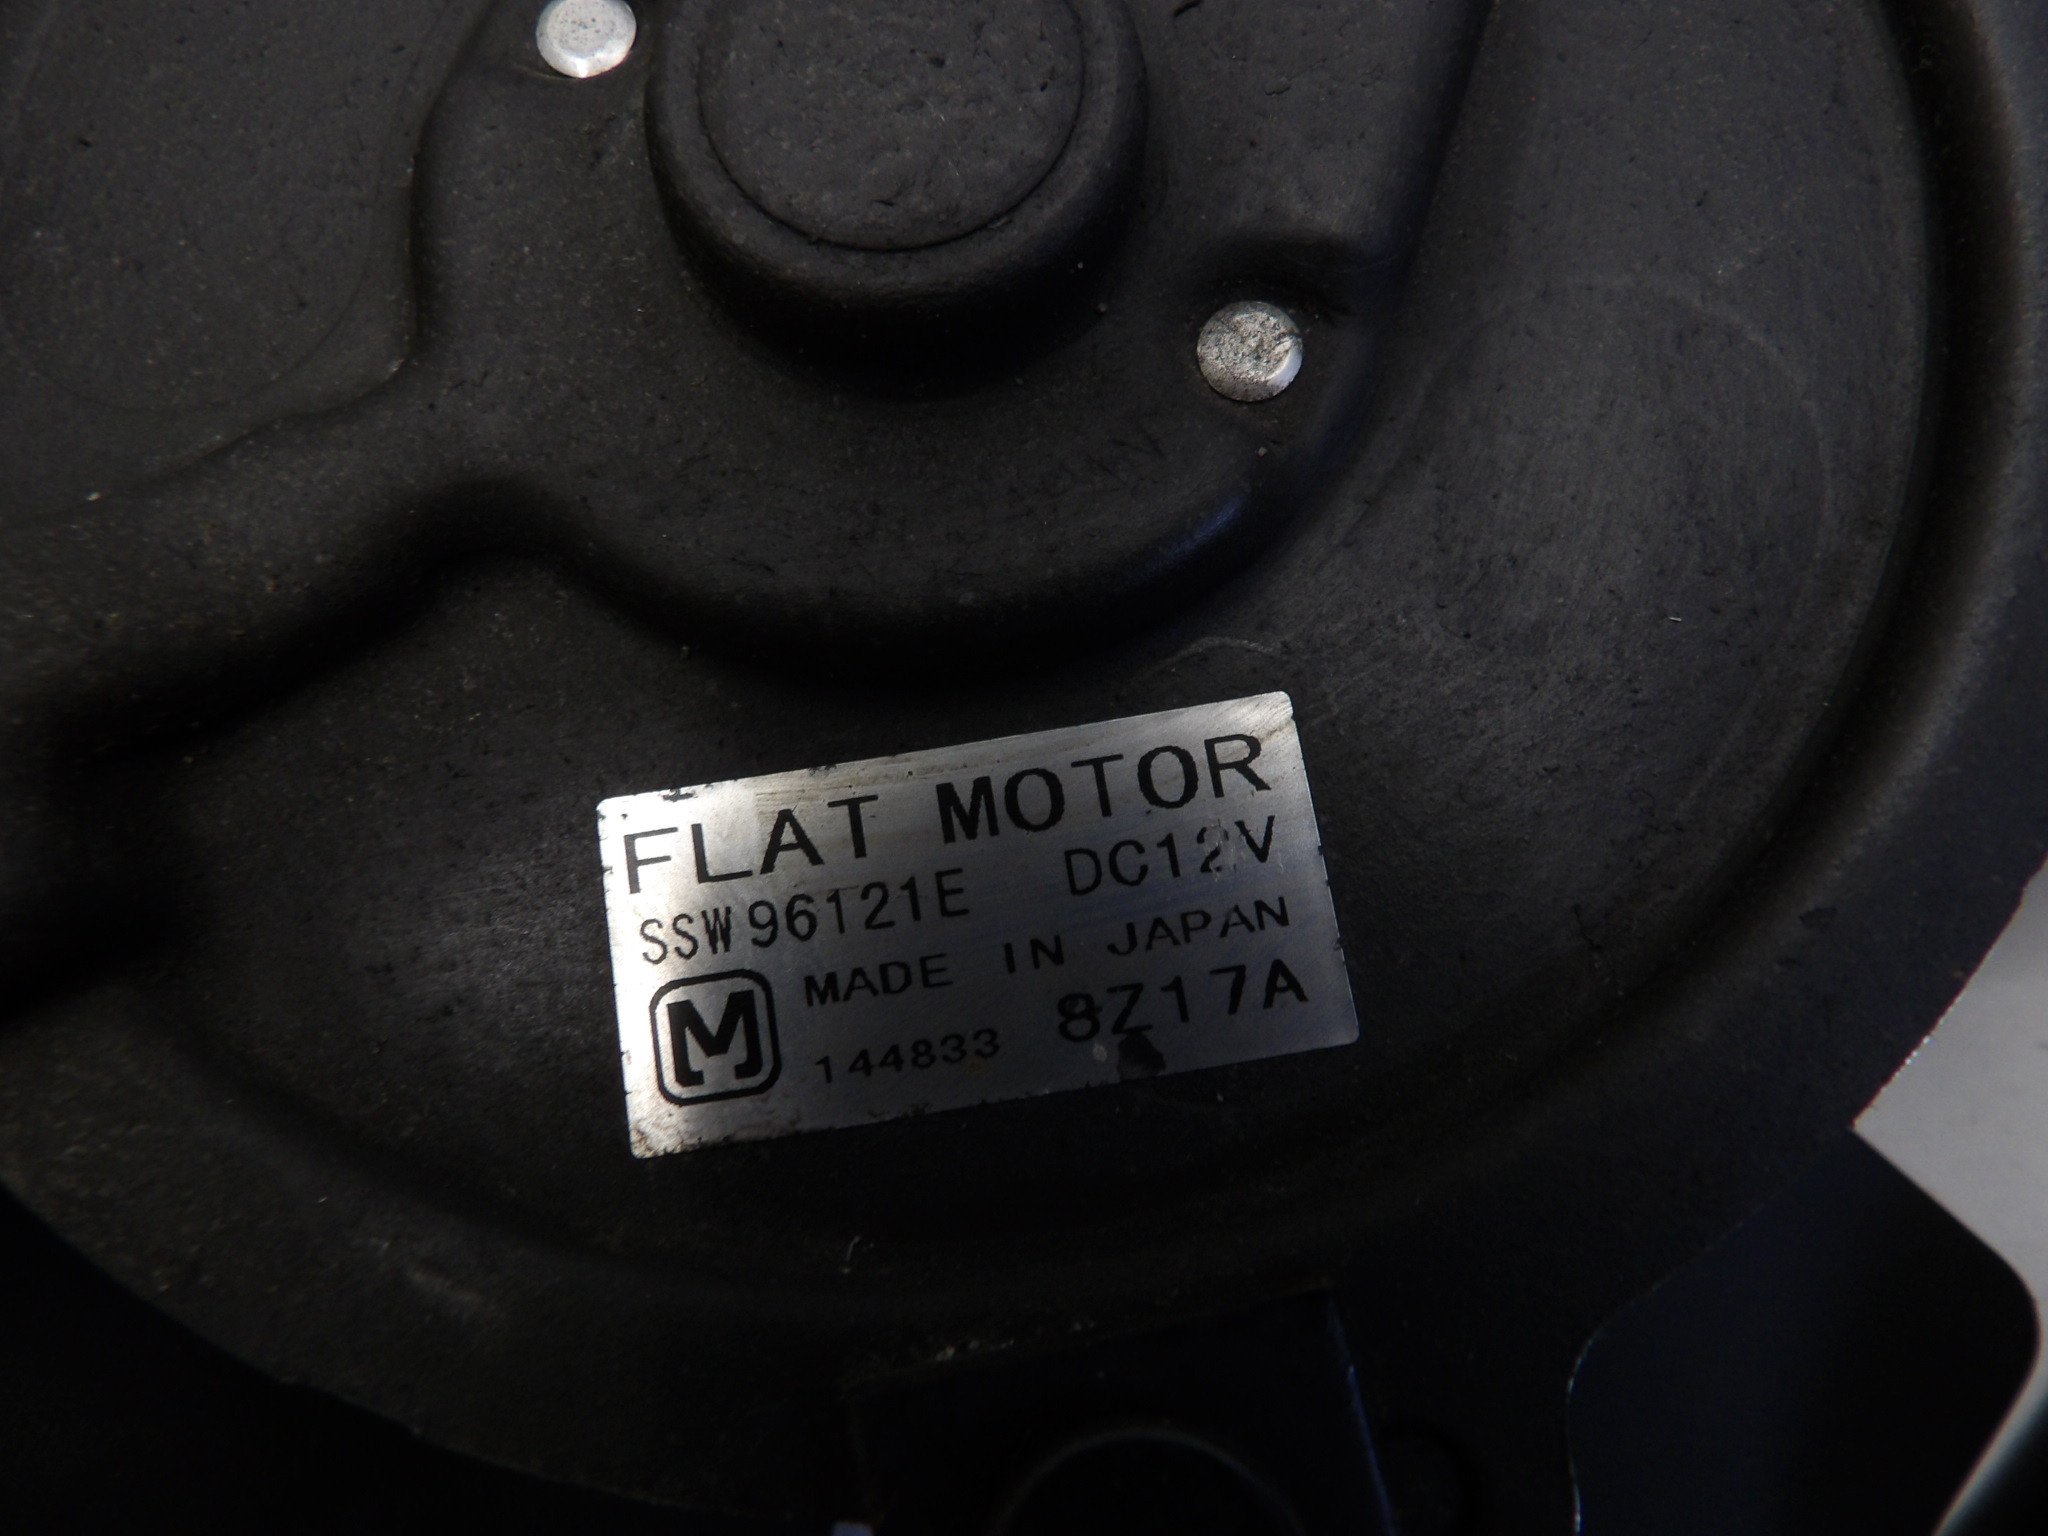 FLAT MOTOR
SSW96121E DC12V
MADE IN JAPAN
M 144833 8Z17A